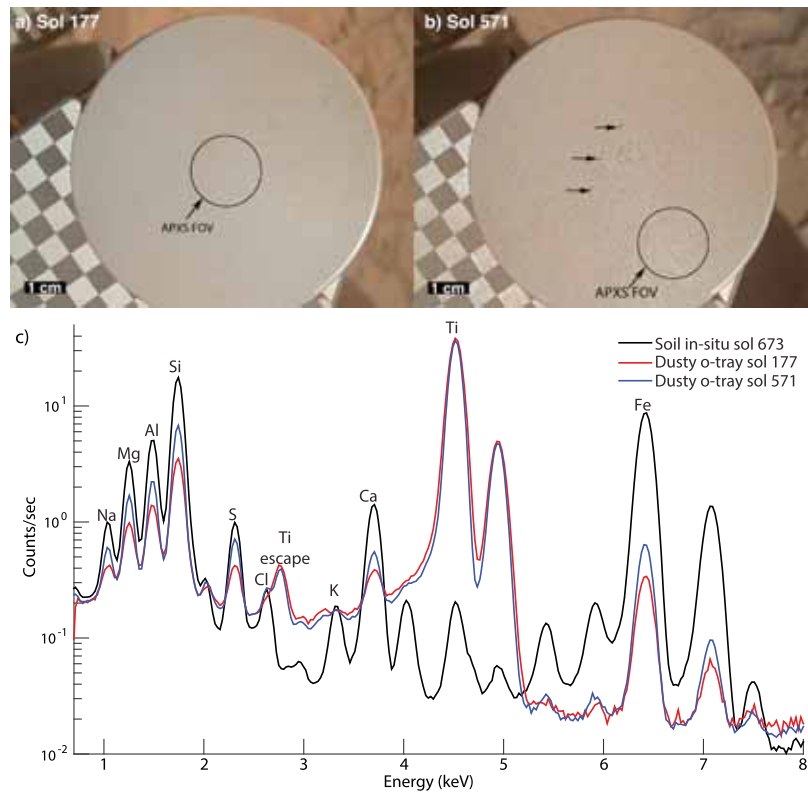 a) Sol 177
b) Sol 571
APXS FOV
APXS FOV
1 cm
1 cm
c)
Soil in-situ sol 673
Dusty o-tray sol 177
Dusty o-tray sol 571
Ti
Si
Fe
Al
Mg
Ca
Na
S
Ti
escape
Cl
K
10¹
10⁰
10⁻¹
10⁻²
Counts/sec
1 2 3 4 5 6 7 8
Energy (keV)